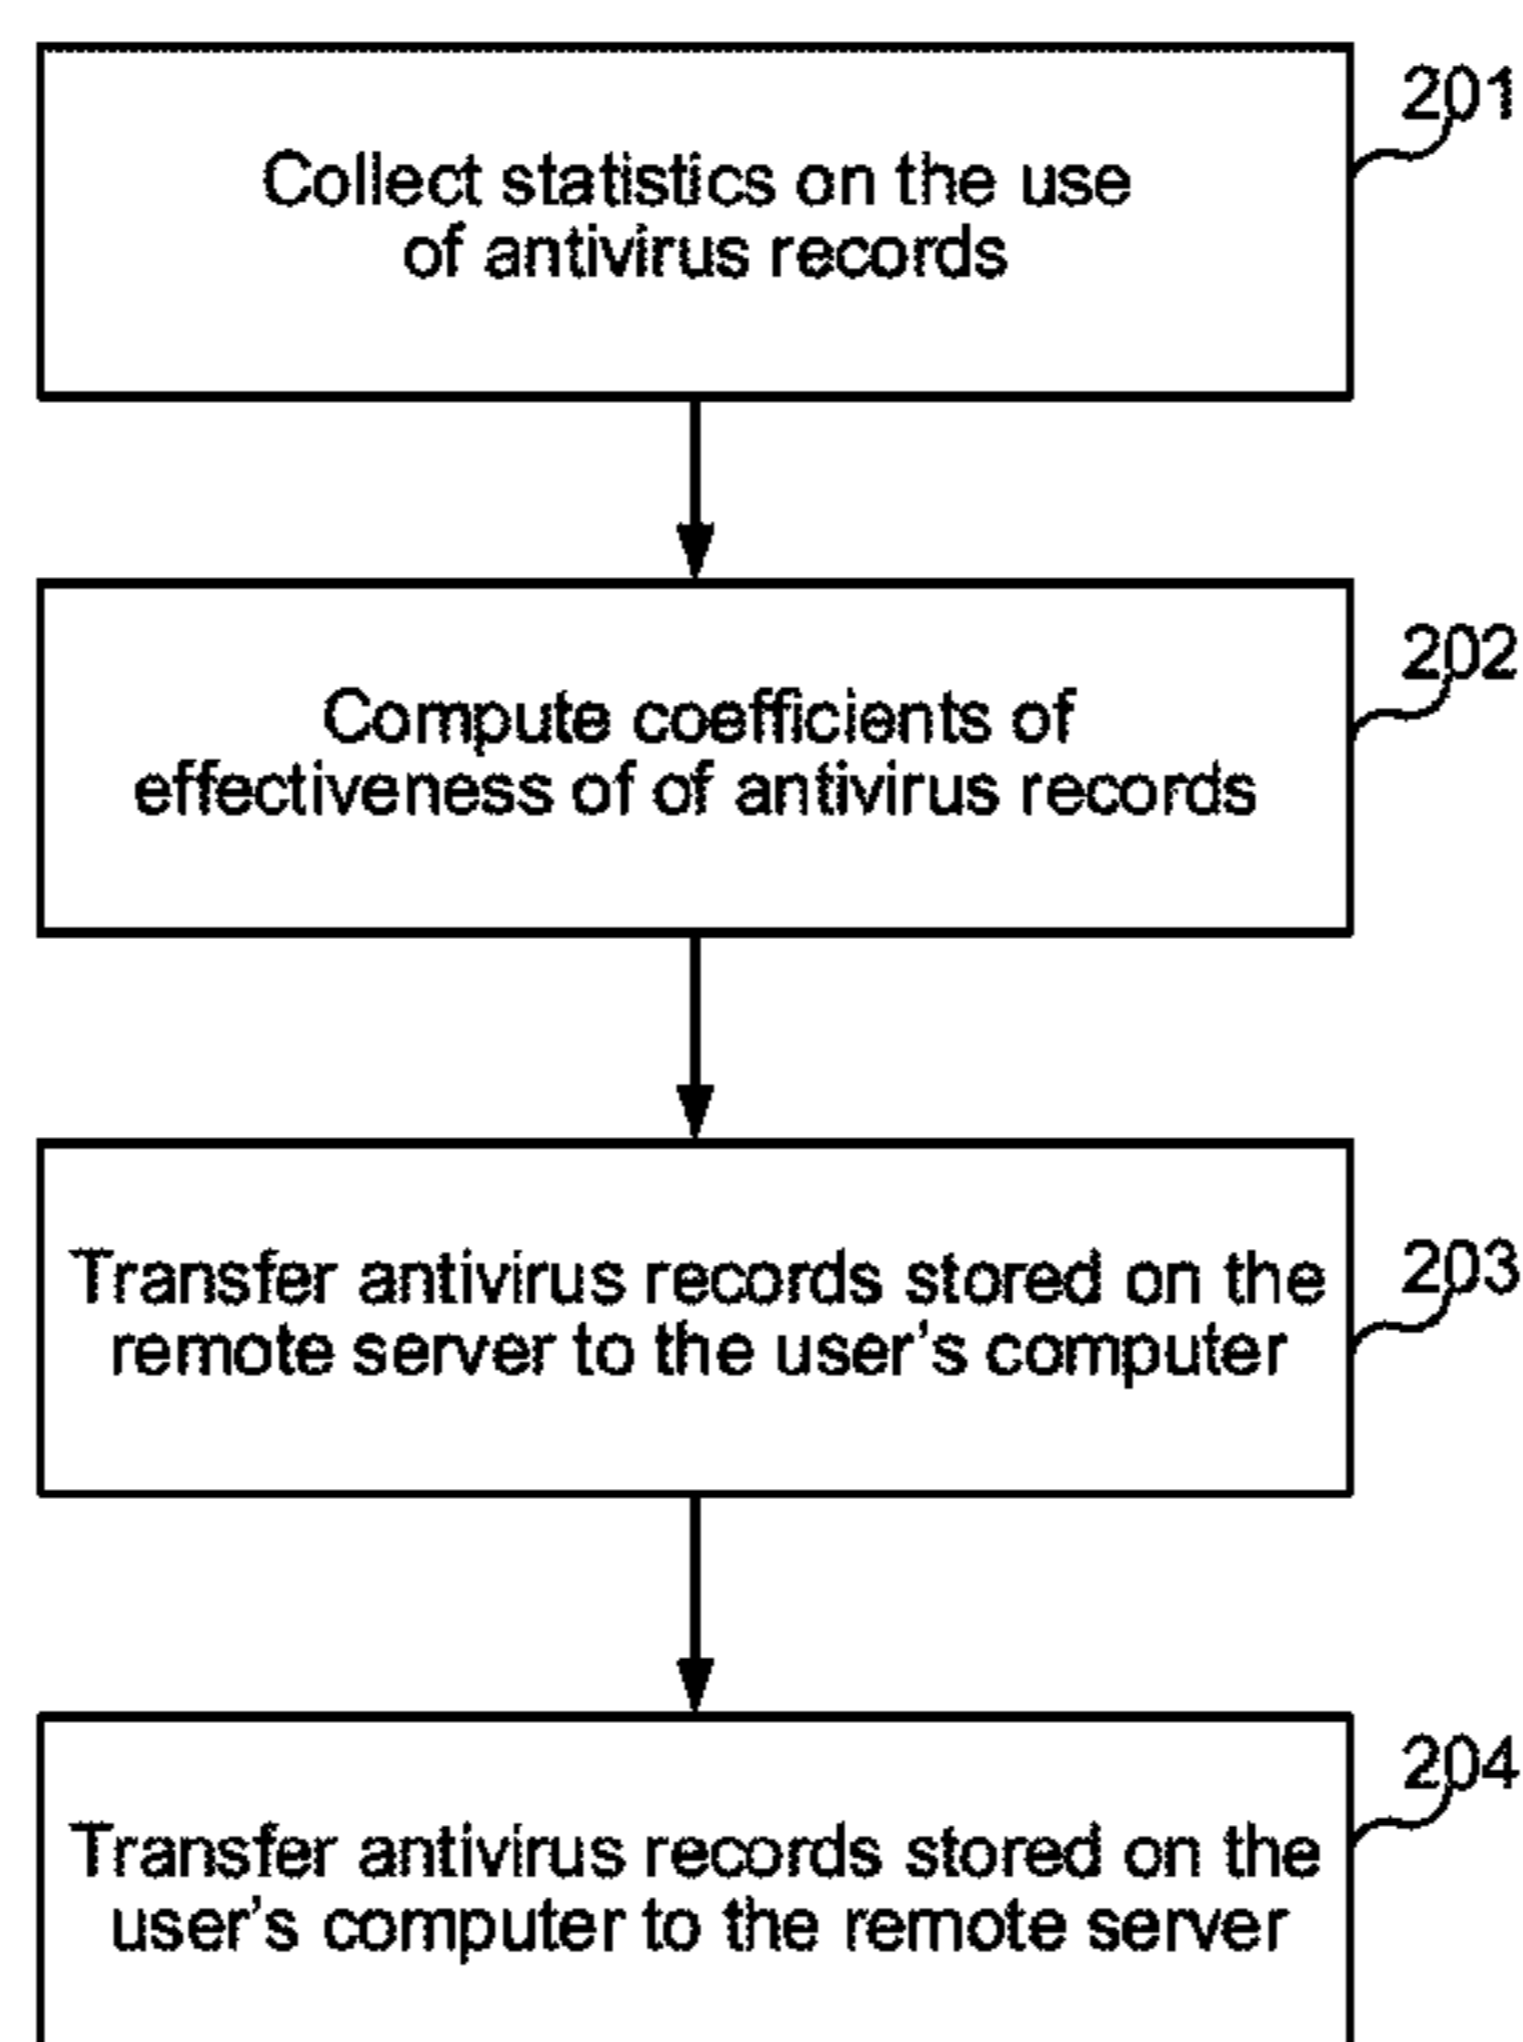 201
Collect statistics on the use
of antivirus records
202
Compute coefficients of
effectiveness of of antivirus records
203
Transfer antivirus records stored on the
remote server to the user's computer
204
Transfer antivirus records stored on the
user's computer to the remote server